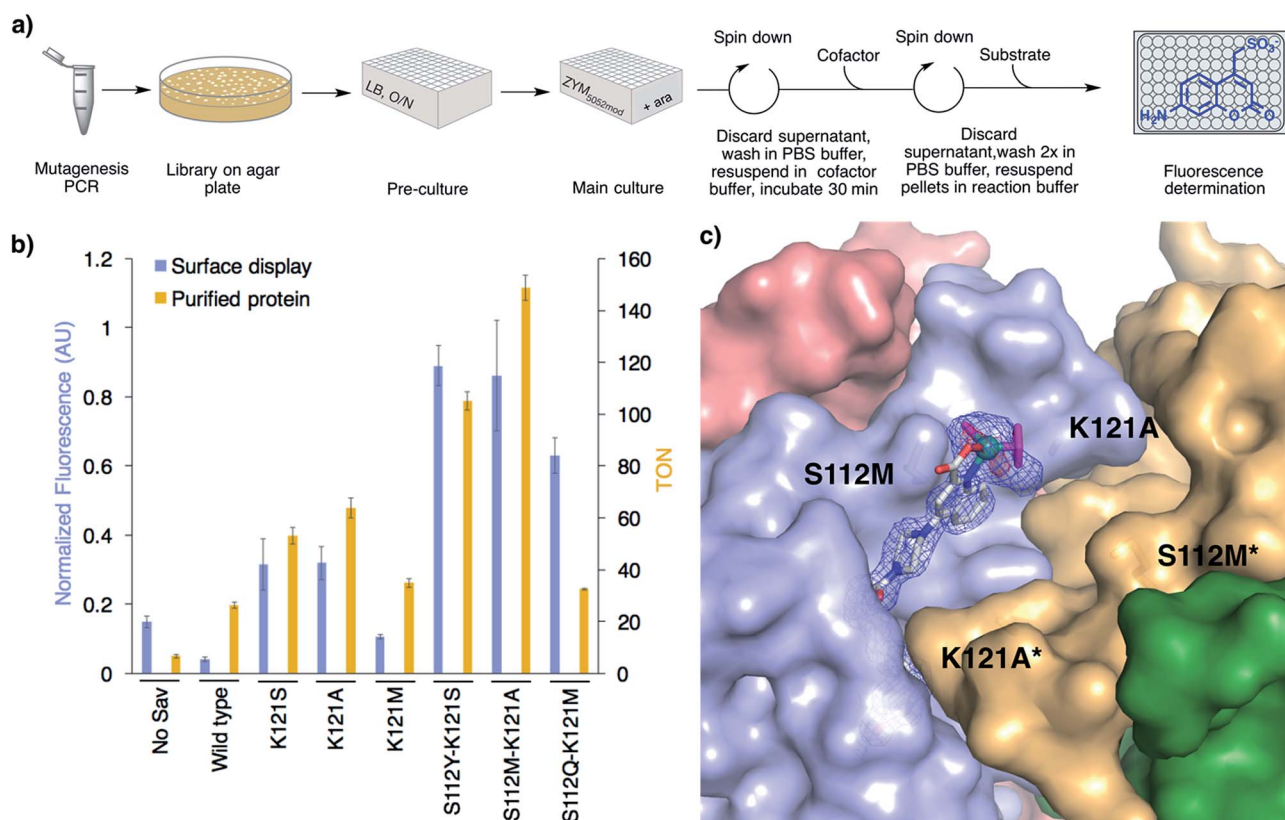 a)
Mutagenesis
PCR
Library on agar
plate
LB, O/N
Pre-culture
ZYM5052mod
+ ara
Main culture
Spin down
Cofactor
Spin down
Substrate
Discard supernatant,
wash in PBS buffer,
resuspend in cofactor
buffer, incubate 30 min
Discard
supernatant,wash 2x in
PBS buffer, resuspend
pellets in reaction buffer
SO3-
H2N
O
O
Fluorescence
determination
b)
Normalized Fluorescence (AU)
1.2
1
0.8
0.6
0.4
0.2
0
Surface display
Purified protein
160
140
120
100
80
60
40
20
0
TON
No Sav
Wild type
K121S
K121A
K121M
S112Y-K121S
S112M-K121A
S112Q-K121M
c)
K121A
S112M
S112M*
K121A*